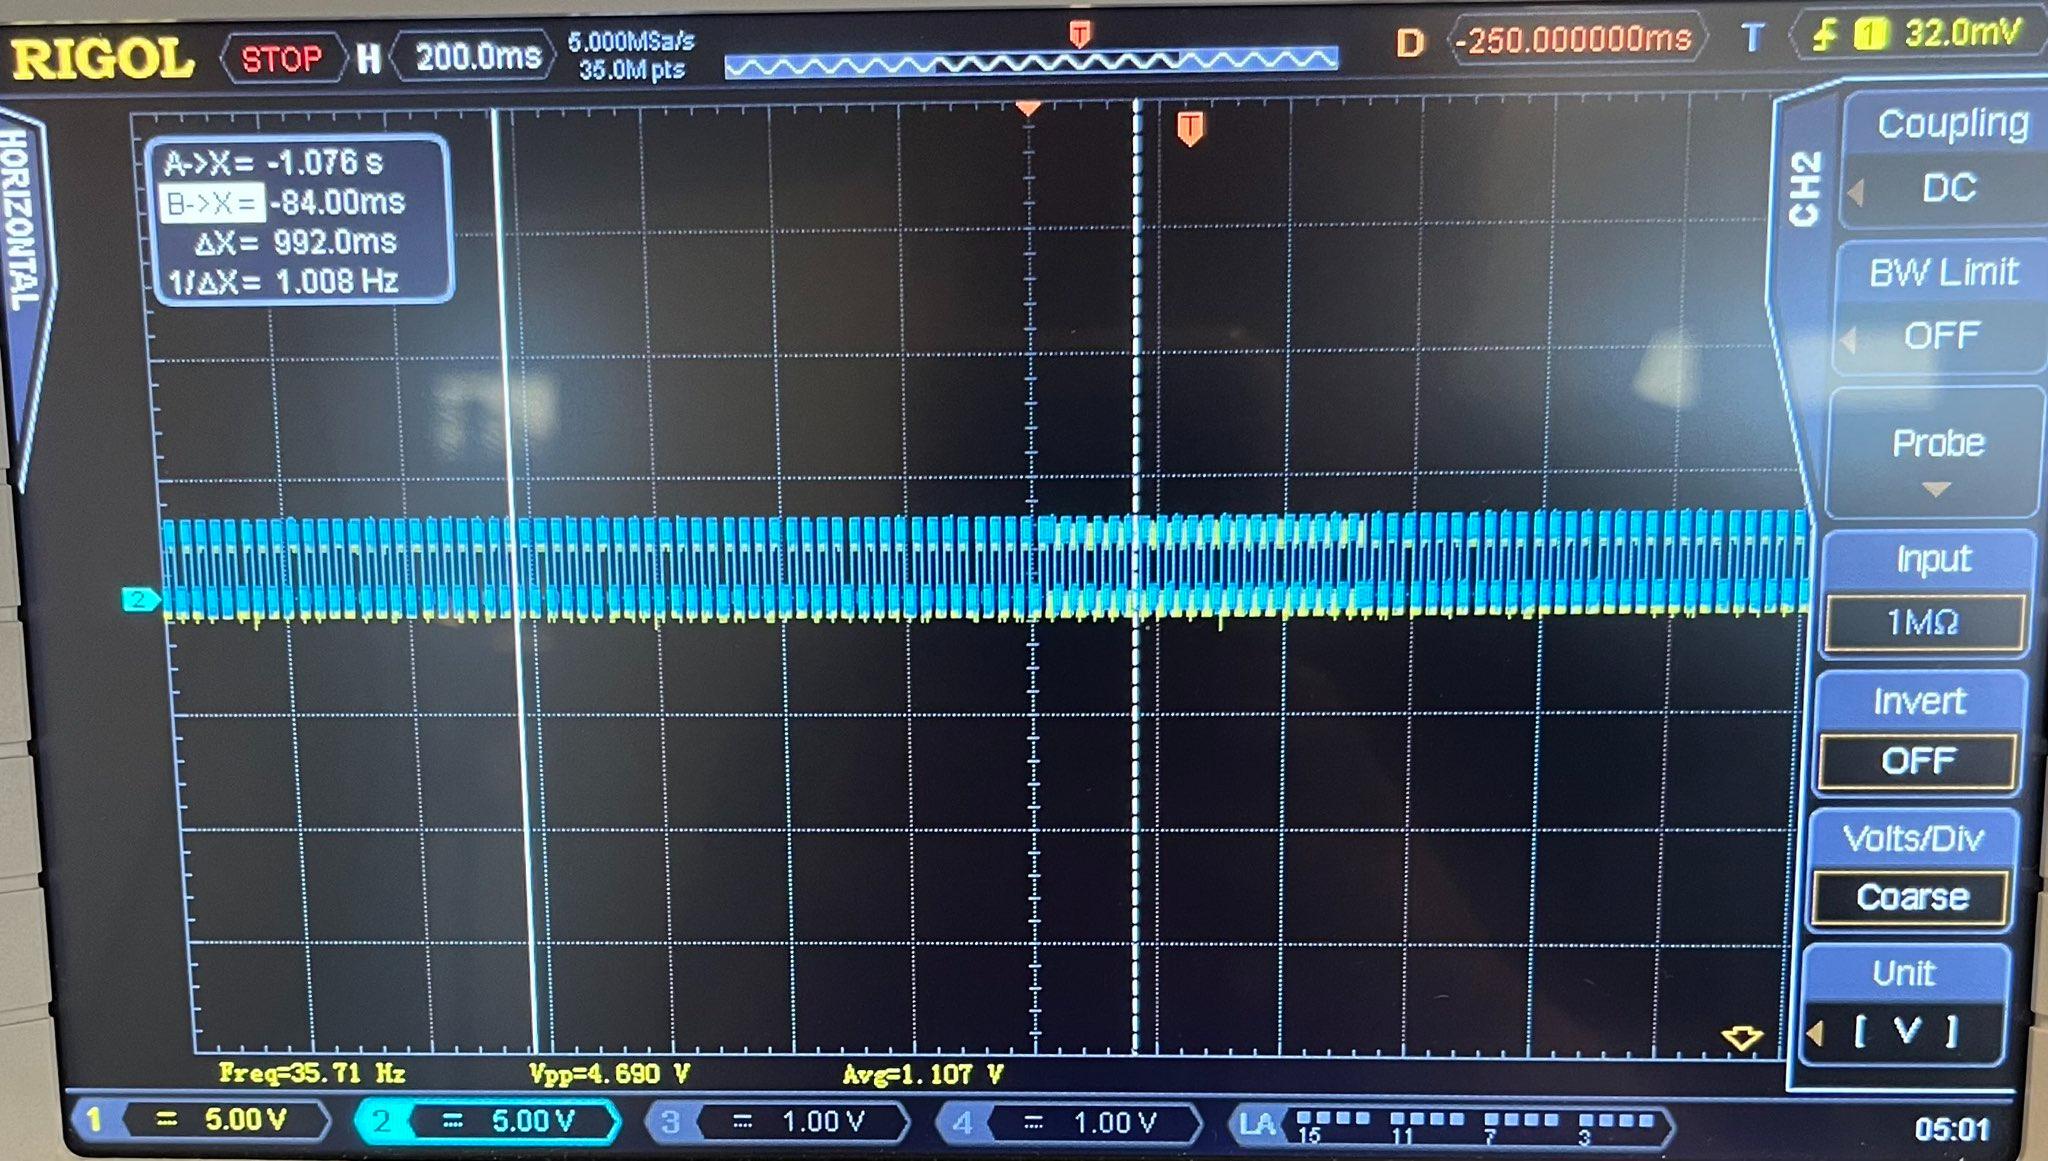 RIGOL STOP H 200.0ms 5.000MSa/s 35.0M pts T D -250.000000ms T 1 32.0mV
HORIZONTAL
A->X= -1.076 s
B->X= -84.00ms
ΔX= 992.0ms
1/ΔX= 1.008 Hz
T
2
CH2
Coupling
DC
BW Limit
OFF
Probe
Input
1MΩ
Invert
OFF
Volts/Div
Coarse
Unit
[ V ]
Freq=35.71 Hz Vpp=4.690 V Avg=1.107 V
1 5.00 V 2 5.00 V 3 1.00 V 4 1.00 V LA 15 11 7 3 05:01